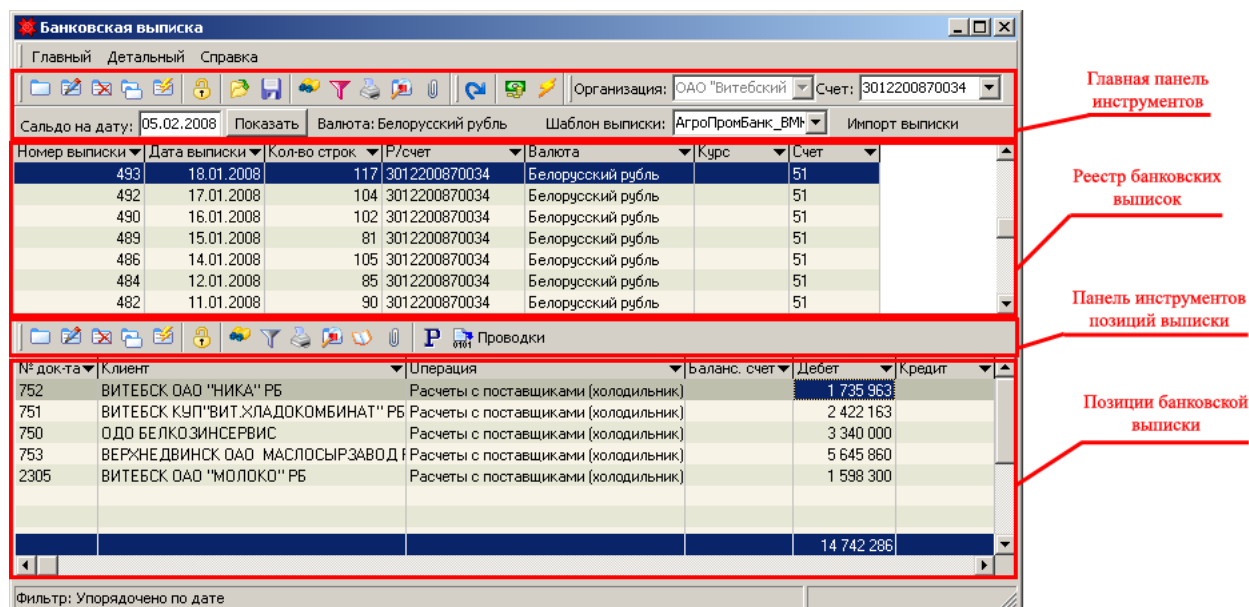 Банковская выписка
Главный Детальный Справка
Организация: ОАО "Витебский Счет: 3012200870034
Сальдо на дату: 05.02.2008 Показать Валюта: Белорусский рубль Шаблон выписки: АгроПромБанк_ВМК Импорт выписки
Номер выписки Дата выписки Кол-во строк Р/счет Валюта Курс Счет
493 18.01.2008 117 3012200870034 Белорусский рубль 51
492 17.01.2008 104 3012200870034 Белорусский рубль 51
490 16.01.2008 102 3012200870034 Белорусский рубль 51
489 15.01.2008 81 3012200870034 Белорусский рубль 51
486 14.01.2008 105 3012200870034 Белорусский рубль 51
484 12.01.2008 85 3012200870034 Белорусский рубль 51
482 11.01.2008 90 3012200870034 Белорусский рубль 51
P 0101 Проводки
№ док-та Клиент Операция Баланс. счет Дебет Кредит
752 ВИТЕБСК ОАО "НИКА" РБ Расчеты с поставщиками (холодильник) 1 735 963
751 ВИТЕБСК КУП"ВИТ.ХЛАДОКОМБИНАТ" РБ Расчеты с поставщиками (холодильник) 2 422 163
750 ОДО БЕЛКОЗИНСЕРВИС Расчеты с поставщиками (холодильник) 3 340 000
753 ВЕРХНЕДВИНСК ОАО МАСЛОСЫРЗАВОД Расчеты с поставщиками (холодильник) 5 645 860
2305 ВИТЕБСК ОАО "МОЛОКО" РБ Расчеты с поставщиками (холодильник) 1 598 300
14 742 286
Фильтр: Упорядочено по дате
Главная панель
инструментов
Реестр банковских
выписок
Панель инструментов
позиций выписки
Позиции банковской
выписки